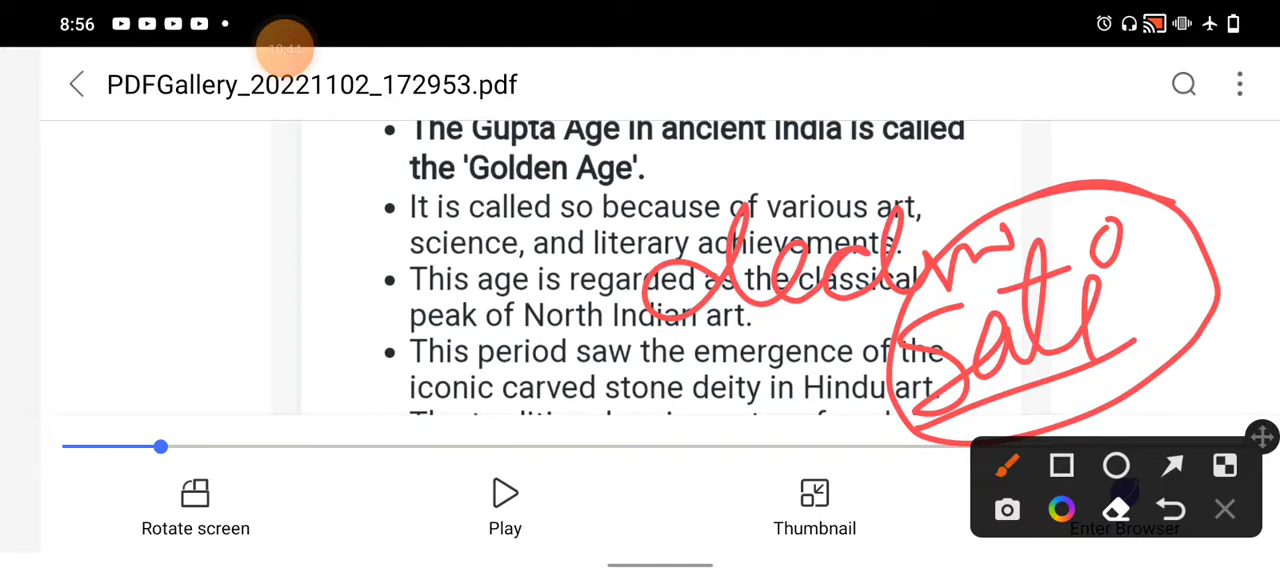 8:56
10:41
PDFGallery_20221102_172953.pdf
The Gupta Age in ancient India is called
the 'Golden Age'.
It is called so because of various art,
science, and literary achievements.
This age is regarded as the classical
peak of North Indian art.
This period saw the emergence of the
iconic carved stone deity in Hindu art.
sati
Rotate screen
Play
Thumbnail
Enter Browser